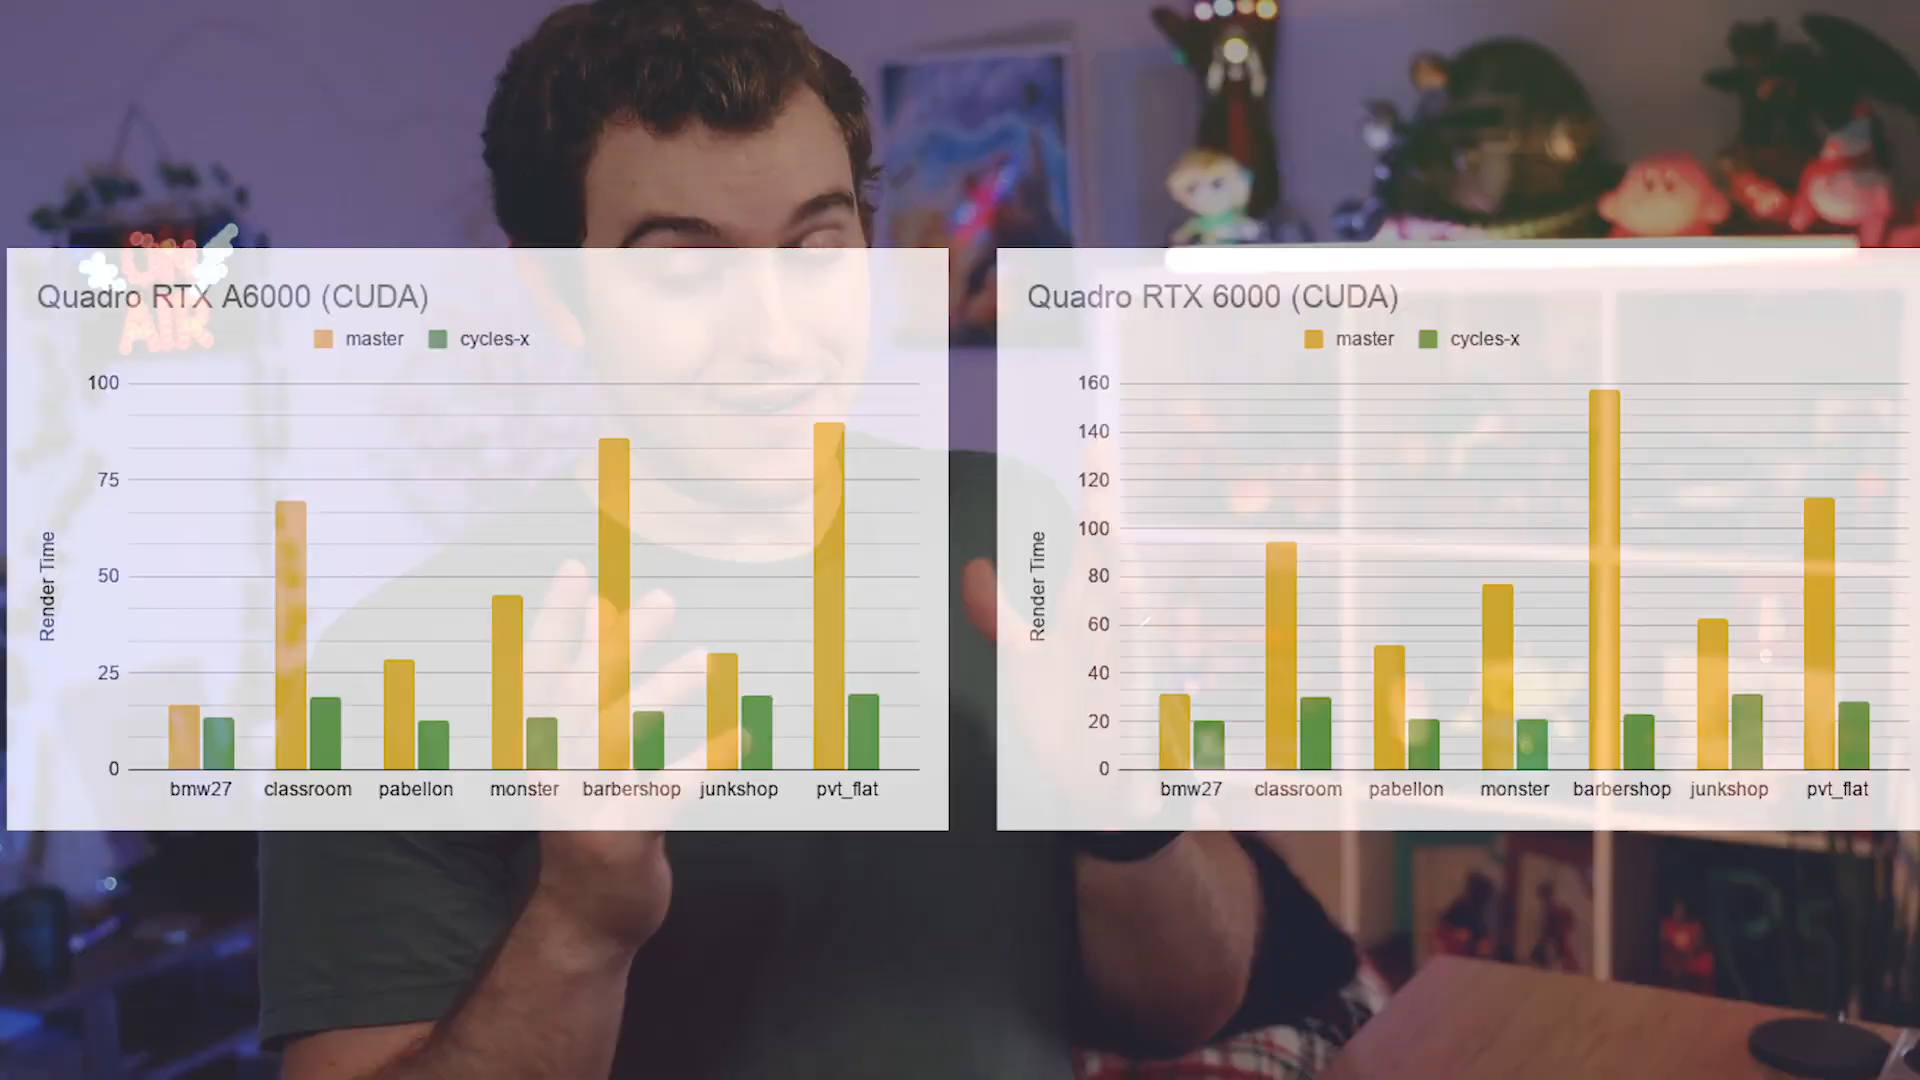 ON
AIR
Quadro RTX A6000 (CUDA)
master
cycles-x
100
75
50
25
0
Render Time
bmw27
classroom
pabellon
monster
barbershop
junkshop
pvt_flat
Quadro RTX 6000 (CUDA)
master
cycles-x
160
140
120
100
80
60
40
20
0
Render Time
bmw27
classroom
pabellon
monster
barbershop
junkshop
pvt_flat